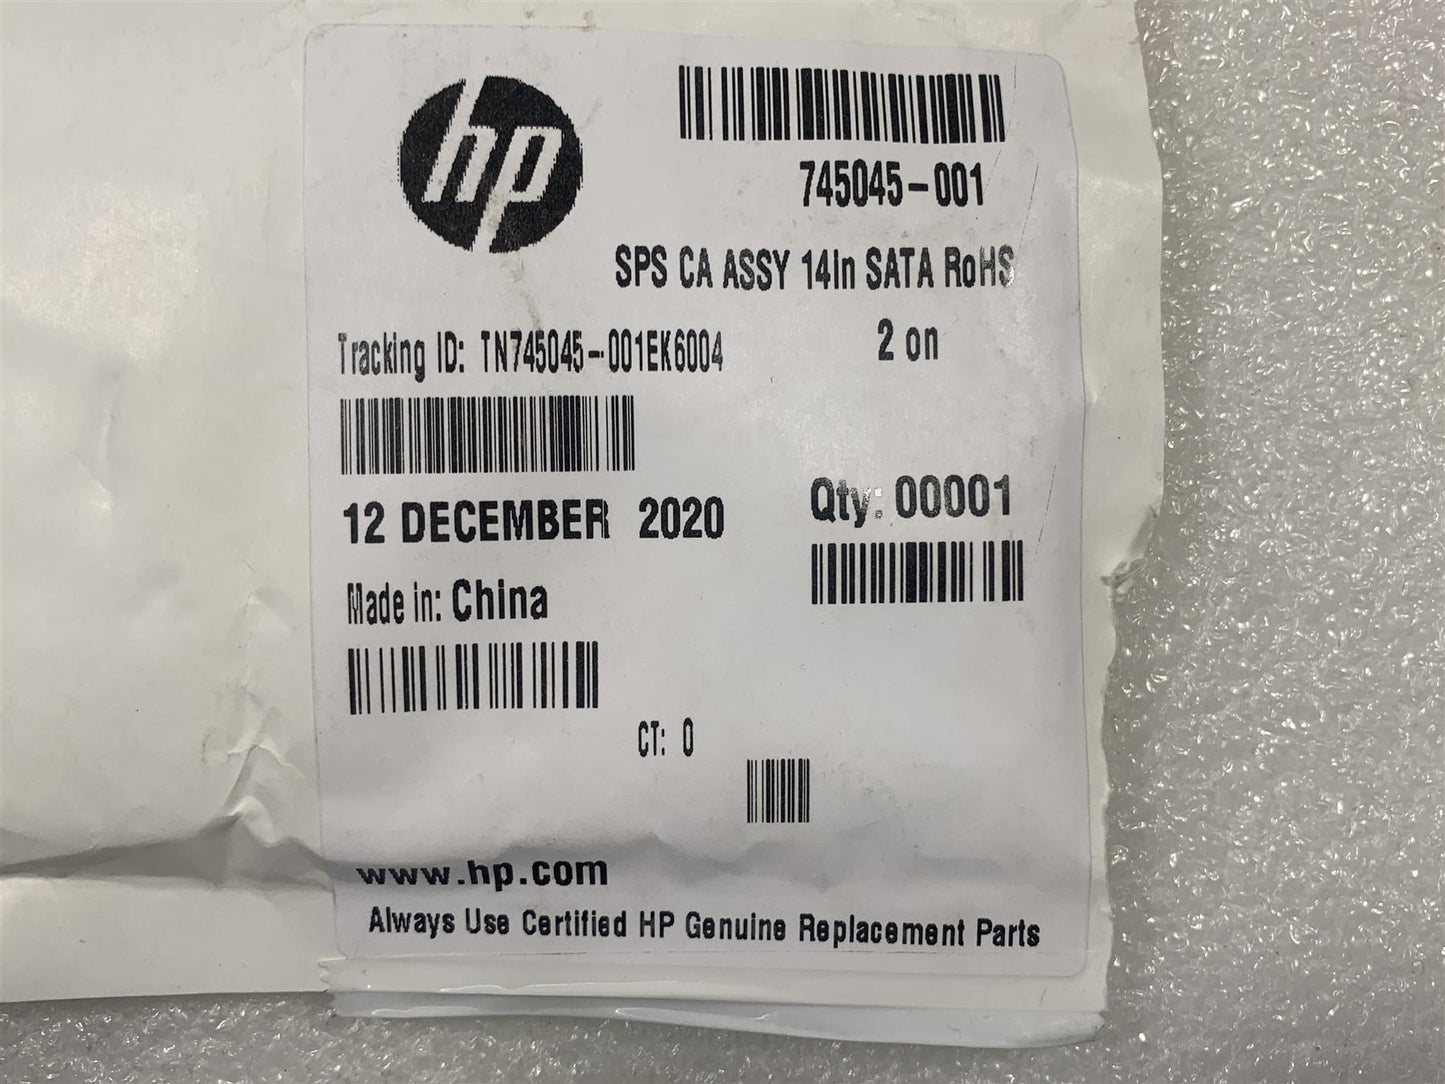 hp
745045-001
SPS CA ASSY 14In SATA RoHS
2 on
Tracking ID: TN745045-001EK6004
12 DECEMBER 2020
Qty: 00001
Made in: China
CT: 0
www.hp.com
Always Use Certified HP Genuine Replacement Parts